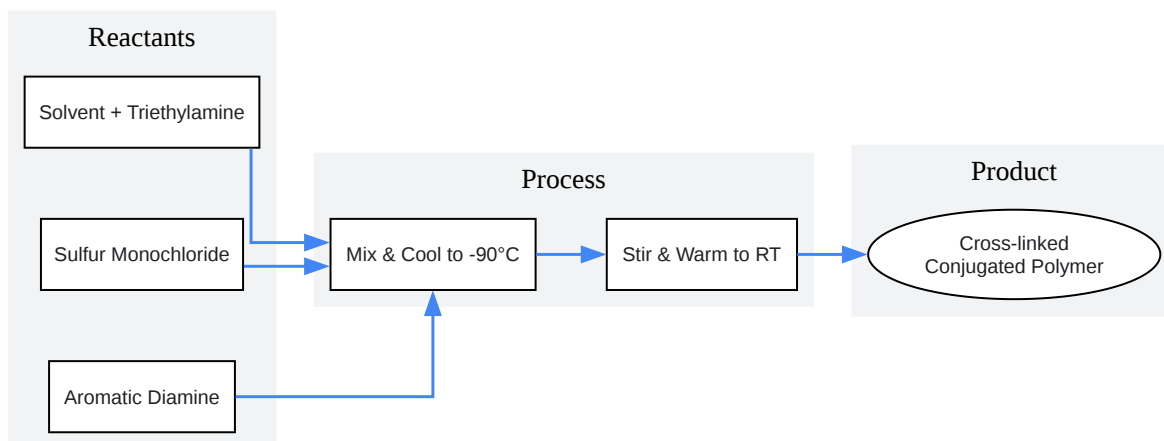 Reactants
Solvent + Triethylamine
Sulfur Monochloride
Aromatic Diamine
Process
Mix & Cool to -90°C
Stir & Warm to RT
Product
Cross-linked
Conjugated Polymer